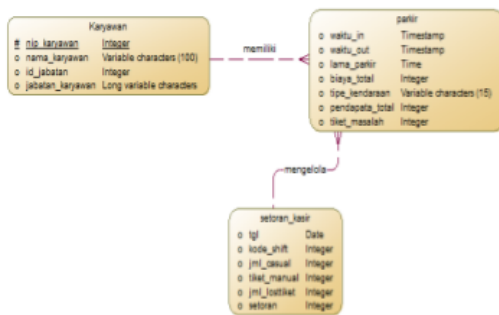 Karyawan
# nip_karyawan Integer
o nama_karyawan Variable characters (100)
o id_jabatan Integer
o jabatan_karyawan Long variable characters
memiliki
parkir
o waktu_in Timestamp
o waktu_out Timestamp
o lama_parkir Time
o biaya_total Integer
o tipe_kendaraan Variable characters (15)
o pendapata_total Integer
o tiket_masalah Integer
mengelola
setoran_kasir
o tgl Date
o kode_shift Integer
o jml_casual Integer
o tiket_manual Integer
o jml_losttiket Integer
o setoran Integer